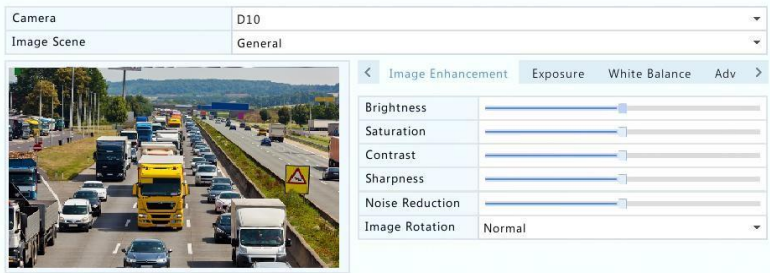 Camera D10
Image Scene General
< Image Enhancement Exposure White Balance Adv >
Brightness
Saturation
Contrast
Sharpness
Noise Reduction
Image Rotation Normal